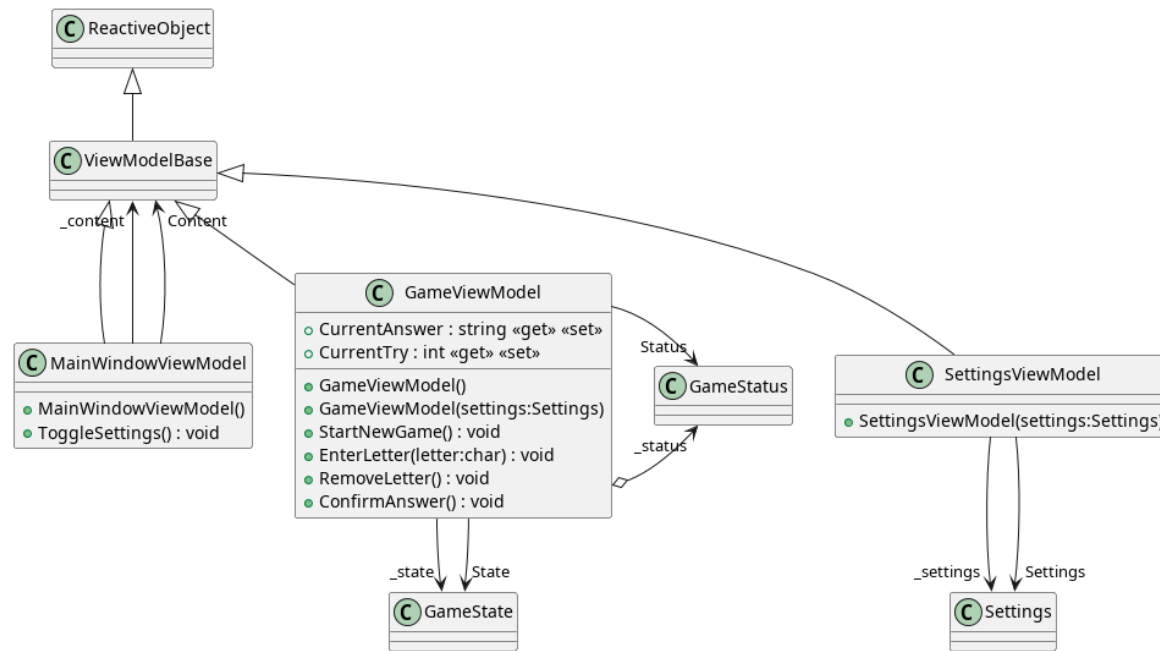 C ReactiveObject
C ViewModelBase
_content
Content
C MainWindowViewModel
MainWindowViewModel()
ToggleSettings() : void
C GameViewModel
CurrentAnswer : string «get» «set»
CurrentTry : int «get» «set»
GameViewModel()
GameViewModel(settings:Settings)
StartNewGame() : void
EnterLetter(letter:char) : void
RemoveLetter() : void
ConfirmAnswer() : void
Status
C GameStatus
_status
C SettingsViewModel
SettingsViewModel(settings:Settings)
_state
State
C GameState
_settings
Settings
C Settings